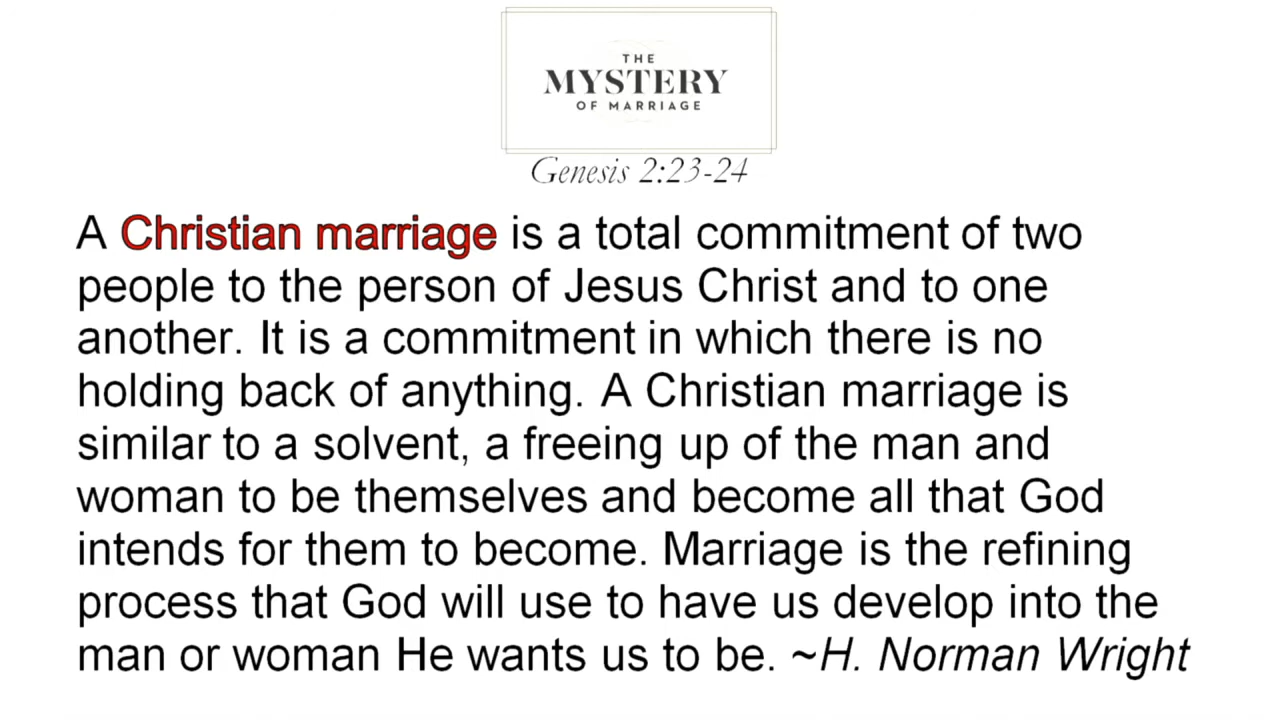 THE
MYSTERY
OF MARRIAGE
Genesis 2:23-24
A Christian marriage is a total commitment of two
people to the person of Jesus Christ and to one
another. It is a commitment in which there is no
holding back of anything. A Christian marriage is
similar to a solvent, a freeing up of the man and
woman to be themselves and become all that God
intends for them to become. Marriage is the refining
process that God will use to have us develop into the
man or woman He wants us to be. ~H. Norman Wright